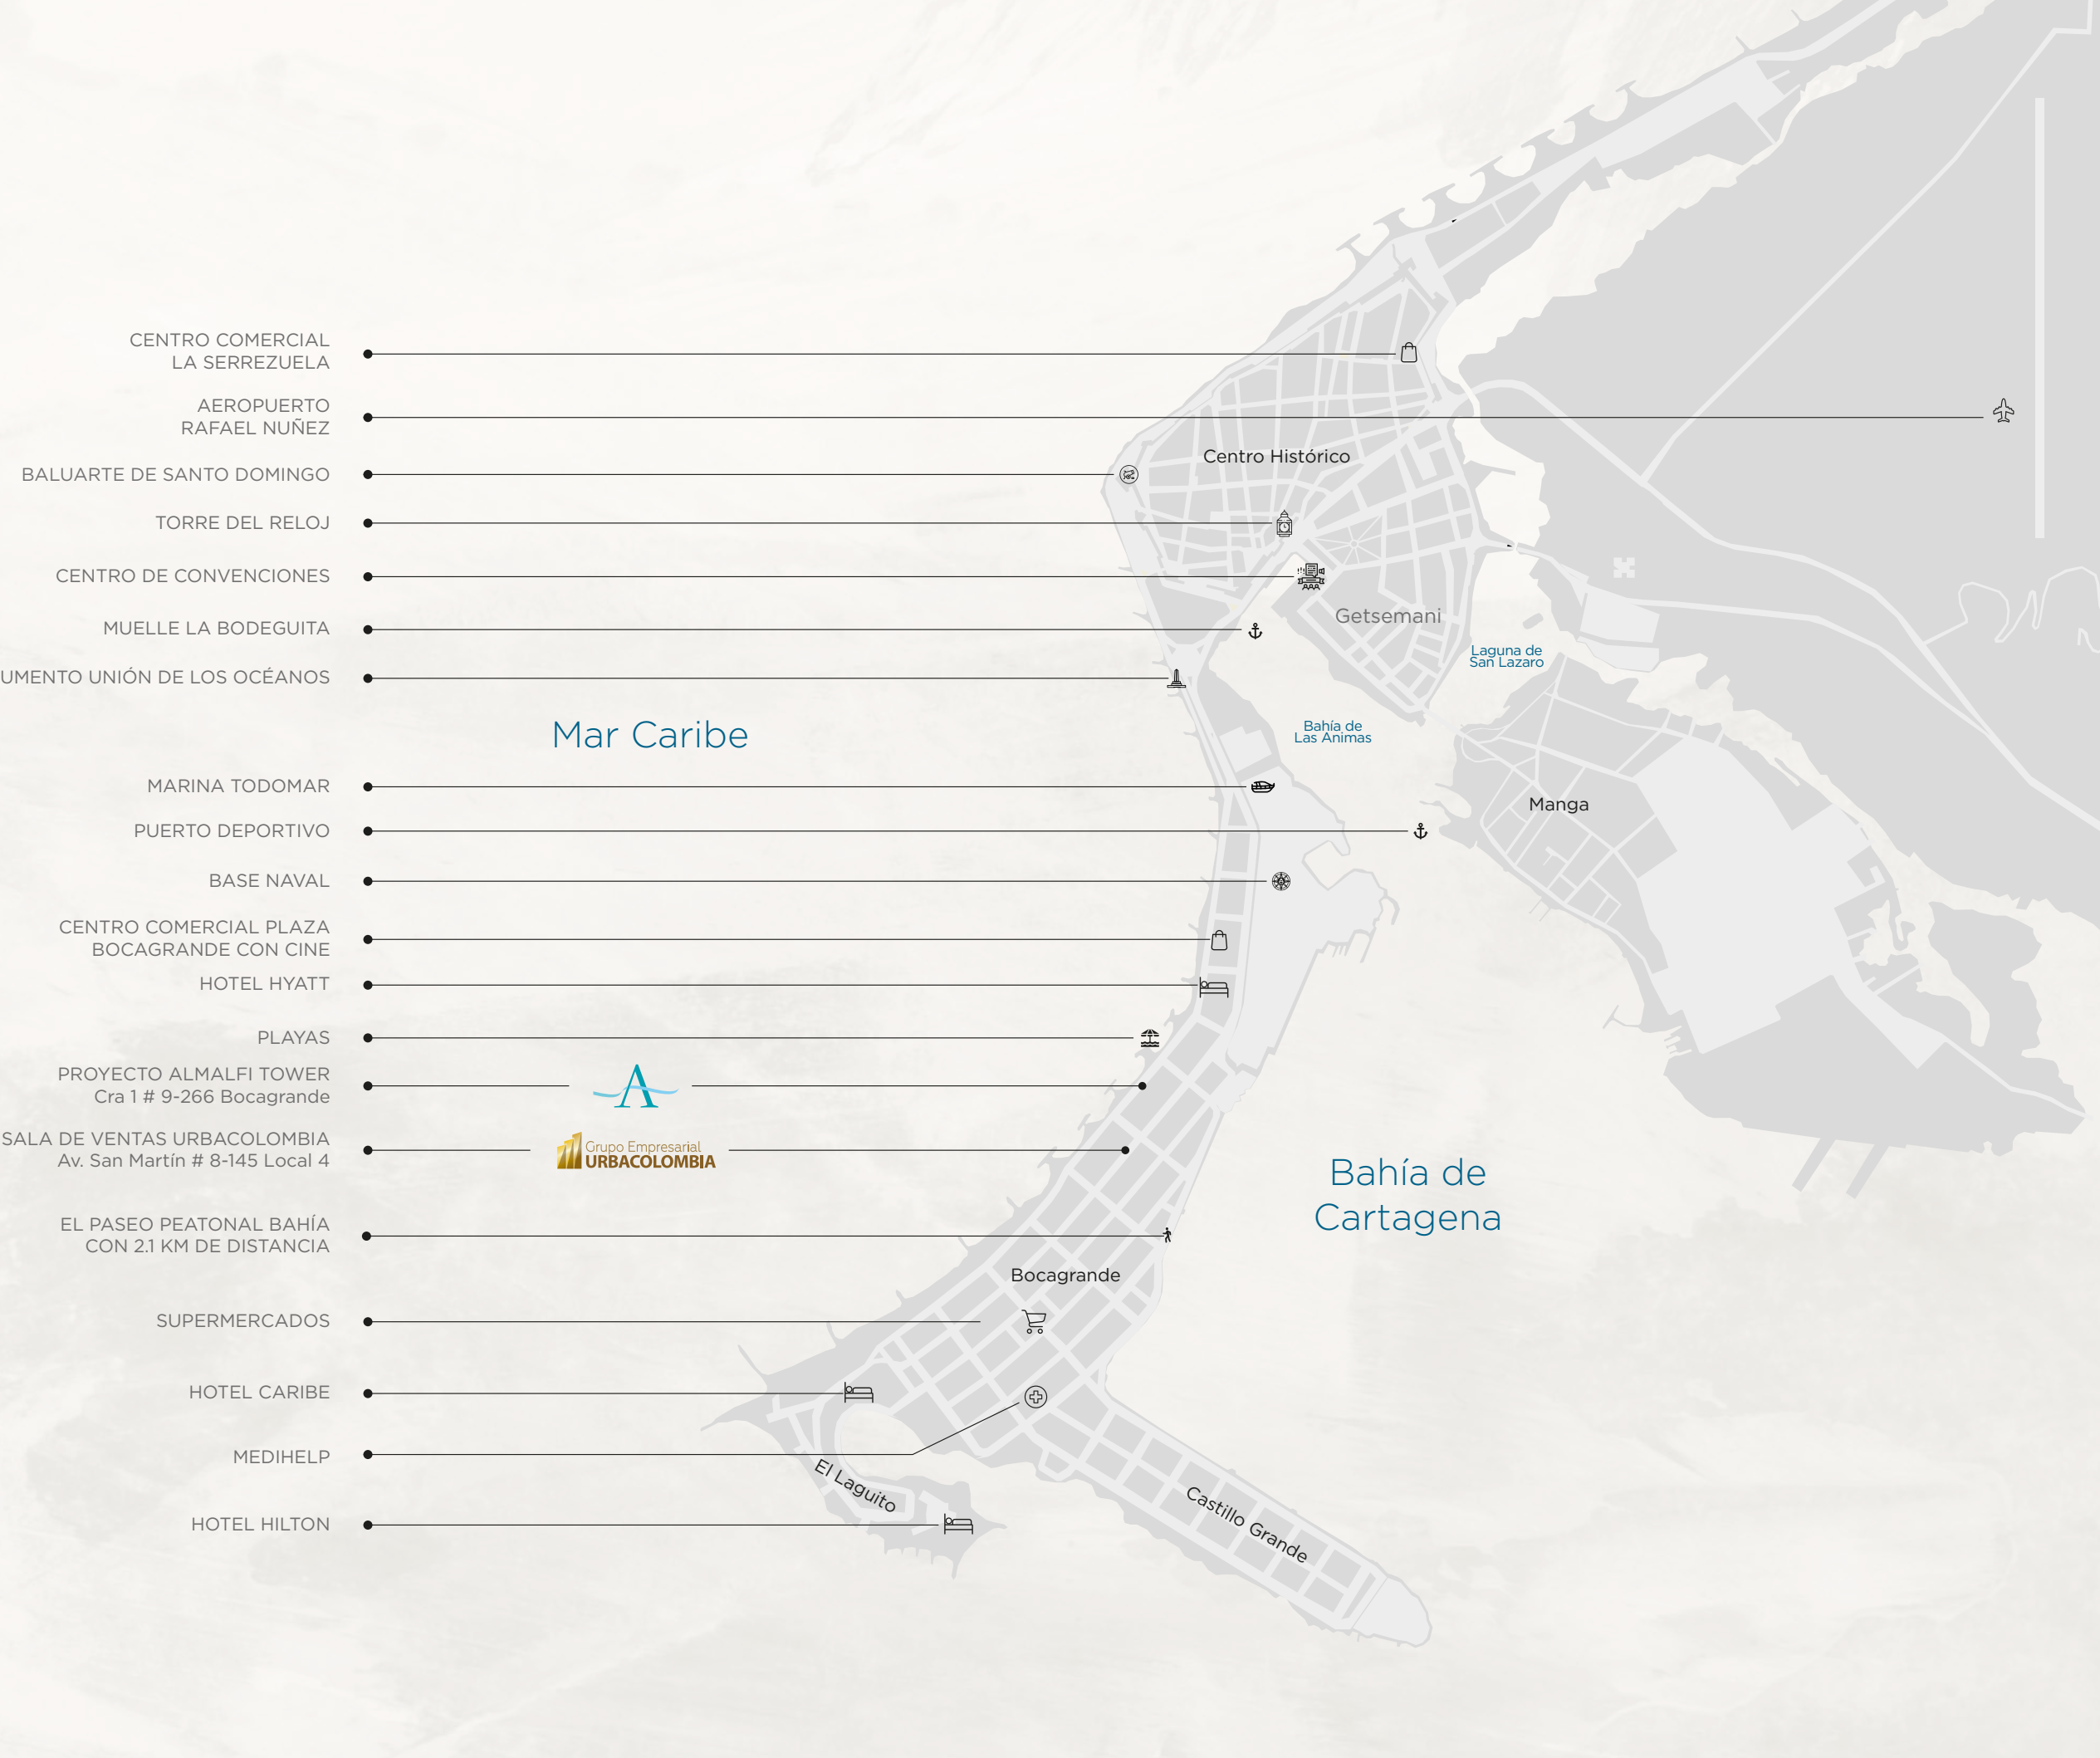 CENTRO COMERCIAL
LA SERREZUELA
AEROPUERTO
RAFAEL NUÑEZ
BALUARTE DE SANTO DOMINGO
TORRE DEL RELOJ
CENTRO DE CONVENCIONES
MUELLE LA BODEGUITA
UMENTO UNIÓN DE LOS OCÉANOS
MARINA TODOMAR
PUERTO DEPORTIVO
BASE NAVAL
CENTRO COMERCIAL PLAZA
BOCAGRANDE CON CINE
HOTEL HYATT
PLAYAS
PROYECTO ALMALFI TOWER
Cra 1 # 9-266 Bocagrande
SALA DE VENTAS URBACOLOMBIA
Av. San Martín # 8-145 Local 4
EL PASEO PEATONAL BAHÍA
CON 2.1 KM DE DISTANCIA
SUPERMERCADOS
HOTEL CARIBE
MEDIHELP
HOTEL HILTON
Mar Caribe
A
Grupo Empresarial
URBACOLOMBIA
Centro Histórico
Getsemani
Laguna de
San Lazaro
Bahía de
Las Animas
Manga
Bahía de
Cartagena
Bocagrande
El Laguito
Castillo Grande